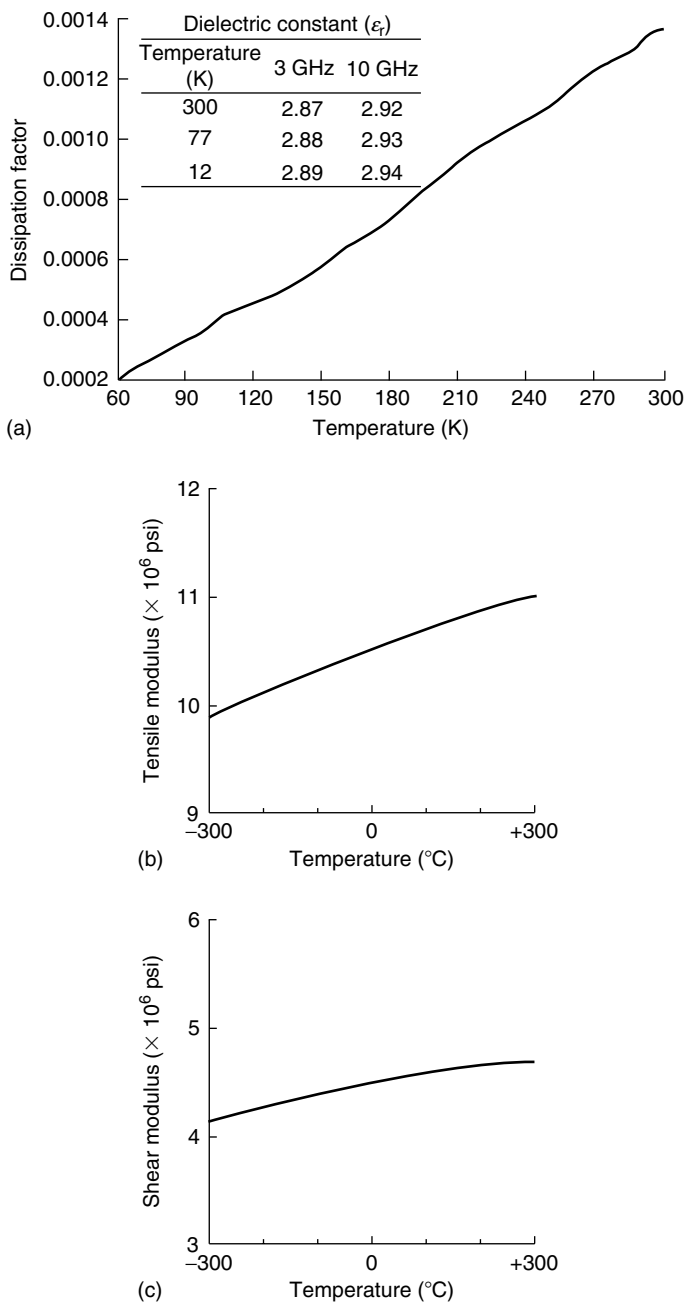 Dielectric constant (εr)
Temperature (K) 3 GHz 10 GHz
300 2.87 2.92
77 2.88 2.93
12 2.89 2.94
Dissipation factor
0.0014
0.0012
0.0010
0.0008
0.0006
0.0004
0.0002
60 90 120 150 180 190 210 240 270 300
(a) Temperature (K)
Tensile modulus (× 10⁶ psi)
12
11
10
9
−300 0 +300
(b) Temperature (°C)
Shear modulus (× 10⁶ psi)
6
5
4
3
−300 0 +300
(c) Temperature (°C)